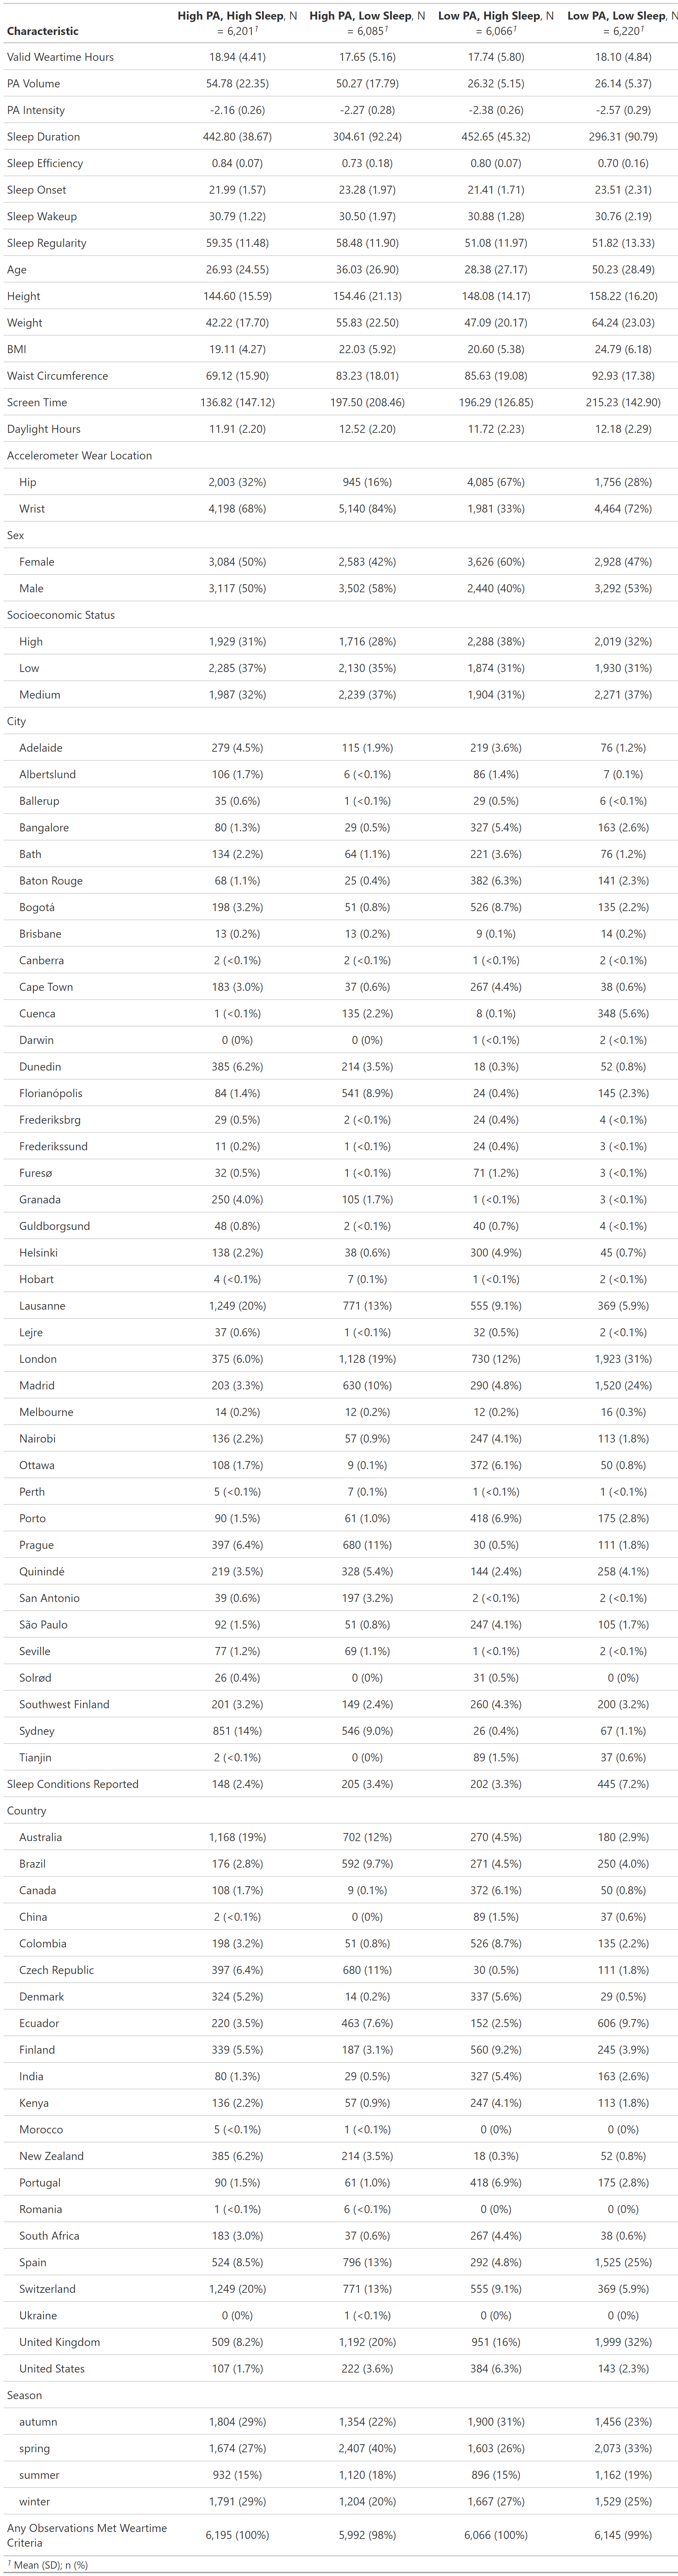 Characteristic High PA, High Sleep, N = 6,201¹ High PA, Low Sleep, N = 6,085¹ Low PA, High Sleep, N = 6,066¹ Low PA, Low Sleep, N = 6,220¹
Valid Weartime Hours 18.94 (4.41) 17.65 (5.16) 17.74 (5.80) 18.10 (4.84)
PA Volume 54.78 (22.35) 50.27 (17.79) 26.32 (5.15) 26.14 (5.37)
PA Intensity -2.16 (0.26) -2.27 (0.28) -2.38 (0.26) -2.57 (0.29)
Sleep Duration 442.80 (38.67) 304.61 (92.24) 452.65 (45.32) 296.31 (90.79)
Sleep Efficiency 0.84 (0.07) 0.73 (0.18) 0.80 (0.07) 0.70 (0.16)
Sleep Onset 21.99 (1.57) 23.28 (1.97) 21.41 (1.71) 23.51 (2.31)
Sleep Wakeup 30.79 (1.22) 30.50 (1.97) 30.88 (1.28) 30.76 (2.19)
Sleep Regularity 59.35 (11.48) 58.48 (11.90) 51.08 (11.97) 51.82 (13.33)
Age 26.93 (24.55) 36.03 (26.90) 28.38 (27.17) 50.23 (28.49)
Height 144.60 (15.59) 154.46 (21.13) 148.08 (14.17) 158.22 (16.20)
Weight 42.22 (17.70) 55.83 (22.50) 47.09 (20.17) 64.24 (23.03)
BMI 19.11 (4.27) 22.03 (5.92) 20.60 (5.38) 24.79 (6.18)
Waist Circumference 69.12 (15.90) 83.23 (18.01) 85.63 (19.08) 92.93 (17.38)
Screen Time 136.82 (147.12) 197.50 (208.46) 196.29 (126.85) 215.23 (142.90)
Daylight Hours 11.91 (2.20) 12.52 (2.20) 11.72 (2.23) 12.18 (2.29)
Accelerometer Wear Location
Hip 2,003 (32%) 945 (16%) 4,085 (67%) 1,756 (28%)
Wrist 4,198 (68%) 5,140 (84%) 1,981 (33%) 4,464 (72%)
Sex
Female 3,084 (50%) 2,583 (42%) 3,626 (60%) 2,928 (47%)
Male 3,117 (50%) 3,502 (58%) 2,440 (40%) 3,292 (53%)
Socioeconomic Status
High 1,929 (31%) 1,716 (28%) 2,288 (38%) 2,019 (32%)
Low 2,285 (37%) 2,130 (35%) 1,874 (31%) 1,930 (31%)
Medium 1,987 (32%) 2,239 (37%) 1,904 (31%) 2,271 (37%)
City
Adelaide 279 (4.5%) 115 (1.9%) 219 (3.6%) 76 (1.2%)
Albertslund 106 (1.7%) 6 (<0.1%) 86 (1.4%) 7 (0.1%)
Ballerup 35 (0.6%) 1 (<0.1%) 29 (0.5%) 6 (<0.1%)
Bangalore 80 (1.3%) 29 (0.5%) 327 (5.4%) 163 (2.6%)
Bath 134 (2.2%) 64 (1.1%) 221 (3.6%) 76 (1.2%)
Baton Rouge 68 (1.1%) 25 (0.4%) 382 (6.3%) 141 (2.3%)
Bogotá 198 (3.2%) 51 (0.8%) 526 (8.7%) 135 (2.2%)
Brisbane 13 (0.2%) 13 (0.2%) 9 (0.1%) 14 (0.2%)
Canberra 2 (<0.1%) 2 (<0.1%) 1 (<0.1%) 2 (<0.1%)
Cape Town 183 (3.0%) 37 (0.6%) 267 (4.4%) 38 (0.6%)
Cuenca 1 (<0.1%) 135 (2.2%) 8 (0.1%) 348 (5.6%)
Darwin 0 (0%) 0 (0%) 1 (<0.1%) 2 (<0.1%)
Dunedin 385 (6.2%) 214 (3.5%) 18 (0.3%) 52 (0.8%)
Florianópolis 84 (1.4%) 541 (8.9%) 24 (0.4%) 145 (2.3%)
Frederiksbrg 29 (0.5%) 2 (<0.1%) 24 (0.4%) 4 (<0.1%)
Frederikssund 11 (0.2%) 1 (<0.1%) 24 (0.4%) 3 (<0.1%)
Furesø 32 (0.5%) 1 (<0.1%) 71 (1.2%) 3 (<0.1%)
Granada 250 (4.0%) 105 (1.7%) 1 (<0.1%) 3 (<0.1%)
Guldborgsund 48 (0.8%) 2 (<0.1%) 40 (0.7%) 4 (<0.1%)
Helsinki 138 (2.2%) 38 (0.6%) 300 (4.9%) 45 (0.7%)
Hobart 4 (<0.1%) 7 (0.1%) 1 (<0.1%) 2 (<0.1%)
Lausanne 1,249 (20%) 771 (13%) 555 (9.1%) 369 (5.9%)
Lejre 37 (0.6%) 1 (<0.1%) 32 (0.5%) 2 (<0.1%)
London 375 (6.0%) 1,128 (19%) 730 (12%) 1,923 (31%)
Madrid 203 (3.3%) 630 (10%) 290 (4.8%) 1,520 (24%)
Melbourne 14 (0.2%) 12 (0.2%) 12 (0.2%) 16 (0.3%)
Nairobi 136 (2.2%) 57 (0.9%) 247 (4.1%) 113 (1.8%)
Ottawa 108 (1.7%) 9 (0.1%) 372 (6.1%) 50 (0.8%)
Perth 5 (<0.1%) 7 (0.1%) 1 (<0.1%) 1 (<0.1%)
Porto 90 (1.5%) 61 (1.0%) 418 (6.9%) 175 (2.8%)
Prague 397 (6.4%) 680 (11%) 30 (0.5%) 111 (1.8%)
Quinindé 219 (3.5%) 328 (5.4%) 144 (2.4%) 258 (4.1%)
San Antonio 39 (0.6%) 197 (3.2%) 2 (<0.1%) 2 (<0.1%)
São Paulo 92 (1.5%) 51 (0.8%) 247 (4.1%) 105 (1.7%)
Seville 77 (1.2%) 69 (1.1%) 1 (<0.1%) 2 (<0.1%)
Solrød 26 (0.4%) 0 (0%) 31 (0.5%) 0 (0%)
Southwest Finland 201 (3.2%) 149 (2.4%) 260 (4.3%) 200 (3.2%)
Sydney 851 (14%) 546 (9.0%) 26 (0.4%) 67 (1.1%)
Tianjin 2 (<0.1%) 0 (0%) 89 (1.5%) 37 (0.6%)
Sleep Conditions Reported 148 (2.4%) 205 (3.4%) 202 (3.3%) 445 (7.2%)
Country
Australia 1,168 (19%) 702 (12%) 270 (4.5%) 180 (2.9%)
Brazil 176 (2.8%) 592 (9.7%) 271 (4.5%) 250 (4.0%)
Canada 108 (1.7%) 9 (0.1%) 372 (6.1%) 50 (0.8%)
China 2 (<0.1%) 0 (0%) 89 (1.5%) 37 (0.6%)
Colombia 198 (3.2%) 51 (0.8%) 526 (8.7%) 135 (2.2%)
Czech Republic 397 (6.4%) 680 (11%) 30 (0.5%) 111 (1.8%)
Denmark 324 (5.2%) 14 (0.2%) 337 (5.6%) 29 (0.5%)
Ecuador 220 (3.5%) 463 (7.6%) 152 (2.5%) 606 (9.7%)
Finland 339 (5.5%) 187 (3.1%) 560 (9.2%) 245 (3.9%)
India 80 (1.3%) 29 (0.5%) 327 (5.4%) 163 (2.6%)
Kenya 136 (2.2%) 57 (0.9%) 247 (4.1%) 113 (1.8%)
Morocco 5 (<0.1%) 1 (<0.1%) 0 (0%) 0 (0%)
New Zealand 385 (6.2%) 214 (3.5%) 18 (0.3%) 52 (0.8%)
Portugal 90 (1.5%) 61 (1.0%) 418 (6.9%) 175 (2.8%)
Romania 1 (<0.1%) 6 (<0.1%) 0 (0%) 0 (0%)
South Africa 183 (3.0%) 37 (0.6%) 267 (4.4%) 38 (0.6%)
Spain 524 (8.5%) 796 (13%) 292 (4.8%) 1,525 (25%)
Switzerland 1,249 (20%) 771 (13%) 555 (9.1%) 369 (5.9%)
Ukraine 0 (0%) 1 (<0.1%) 0 (0%) 0 (0%)
United Kingdom 509 (8.2%) 1,192 (20%) 951 (16%) 1,999 (32%)
United States 107 (1.7%) 222 (3.6%) 384 (6.3%) 143 (2.3%)
Season
autumn 1,804 (29%) 1,354 (22%) 1,900 (31%) 1,456 (23%)
spring 1,674 (27%) 2,407 (40%) 1,603 (26%) 2,073 (33%)
summer 932 (15%) 1,120 (18%) 896 (15%) 1,162 (19%)
winter 1,791 (29%) 1,204 (20%) 1,667 (27%) 1,529 (25%)
Any Observations Met Weartime Criteria 6,195 (100%) 5,992 (98%) 6,066 (100%) 6,145 (99%)
¹ Mean (SD); n (%)